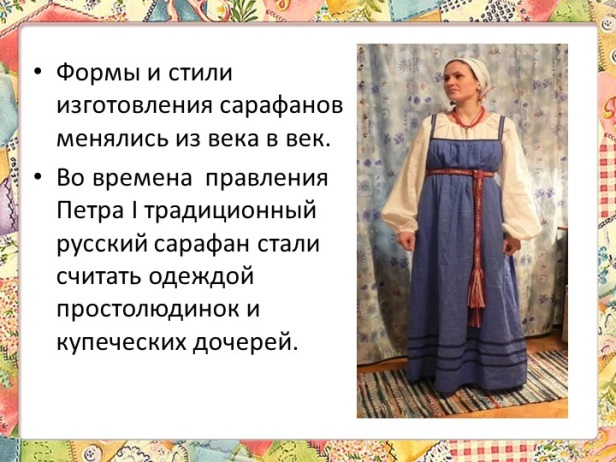 • Формы и стили
изготовления сарафанов
менялись из века в век.
• Во времена  правления
Петра I традиционный
русский сарафан стали
считать одеждой
простолюдинок и
купеческих дочерей.